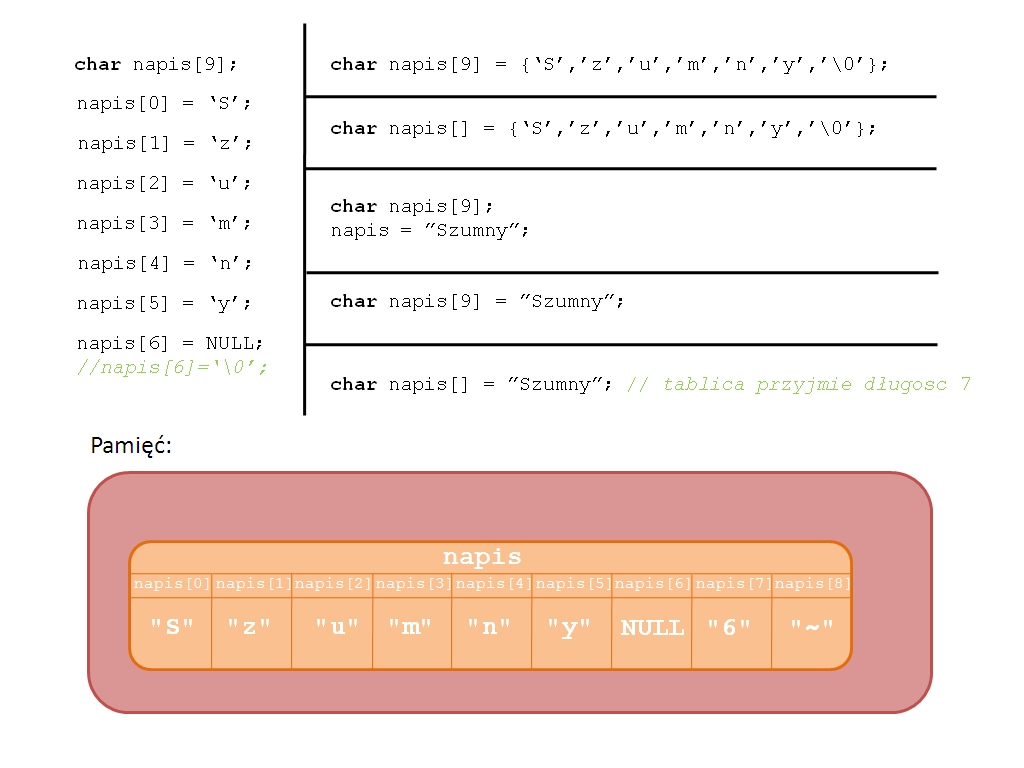 char napis[9];
napis[0] = ‘S’;
napis[1] = ‘z’;
napis[2] = ‘u’;
napis[3] = ‘m’;
napis[4] = ‘n’;
napis[5] = ‘y’;
napis[6] = NULL;
//napis[6]=‘\0’;
char napis[9] = {‘S’,’z’,’u’,’m’,’n’,’y’,’\0’};
char napis[] = {‘S’,’z’,’u’,’m’,’n’,’y’,’\0’};
char napis[9];
napis = ”Szumny”;
char napis[9] = ”Szumny”;
char napis[] = ”Szumny”; // tablica przyjmie długosc 7
Pamięć:
napis
napis[0] napis[1] napis[2] napis[3] napis[4] napis[5] napis[6] napis[7] napis[8]
"S" "z" "u" "m" "n" "y" NULL "6" "~"